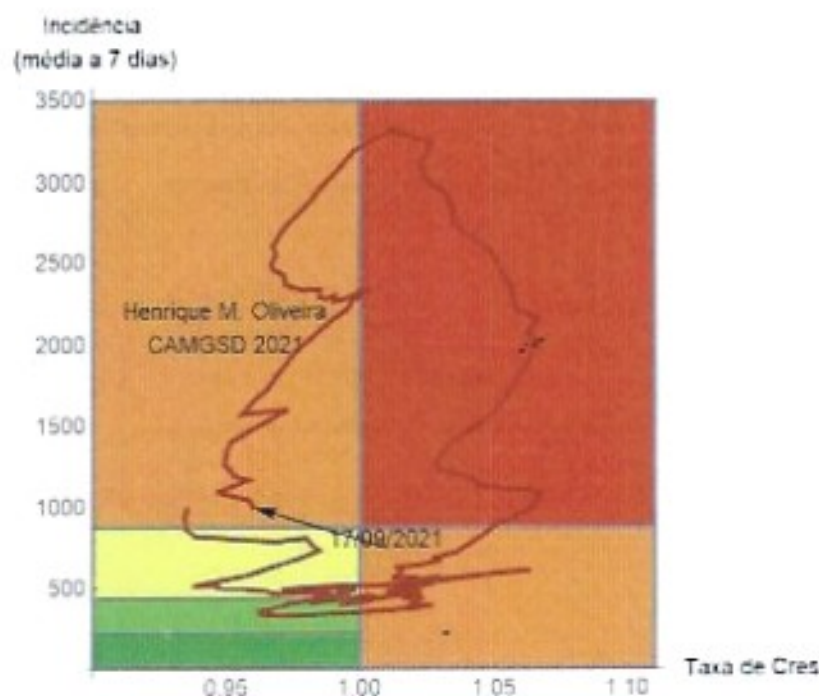 Incidência
(média a 7 dias)
3500
3000
2500
Henrique M. Oliveira
2000
CAMGSD 2021
1500
1000
17/09/2021
500
Taxa de Cres
0.95 1.00 1.05 1.10